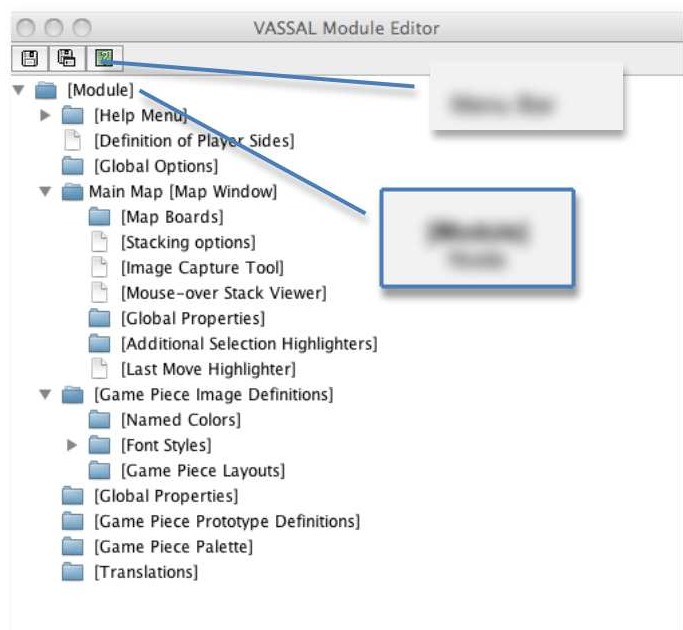 VASSAL Module Editor
[Module]
[Help Menu]
[Definition of Player Sides]
[Global Options]
Main Map [Map Window]
[Map Boards]
[Stacking options]
[Image Capture Tool]
[Mouse-over Stack Viewer]
[Global Properties]
[Additional Selection Highlighters]
[Last Move Highlighter]
[Game Piece Image Definitions]
[Named Colors]
[Font Styles]
[Game Piece Layouts]
[Global Properties]
[Game Piece Prototype Definitions]
[Game Piece Palette]
[Translations]